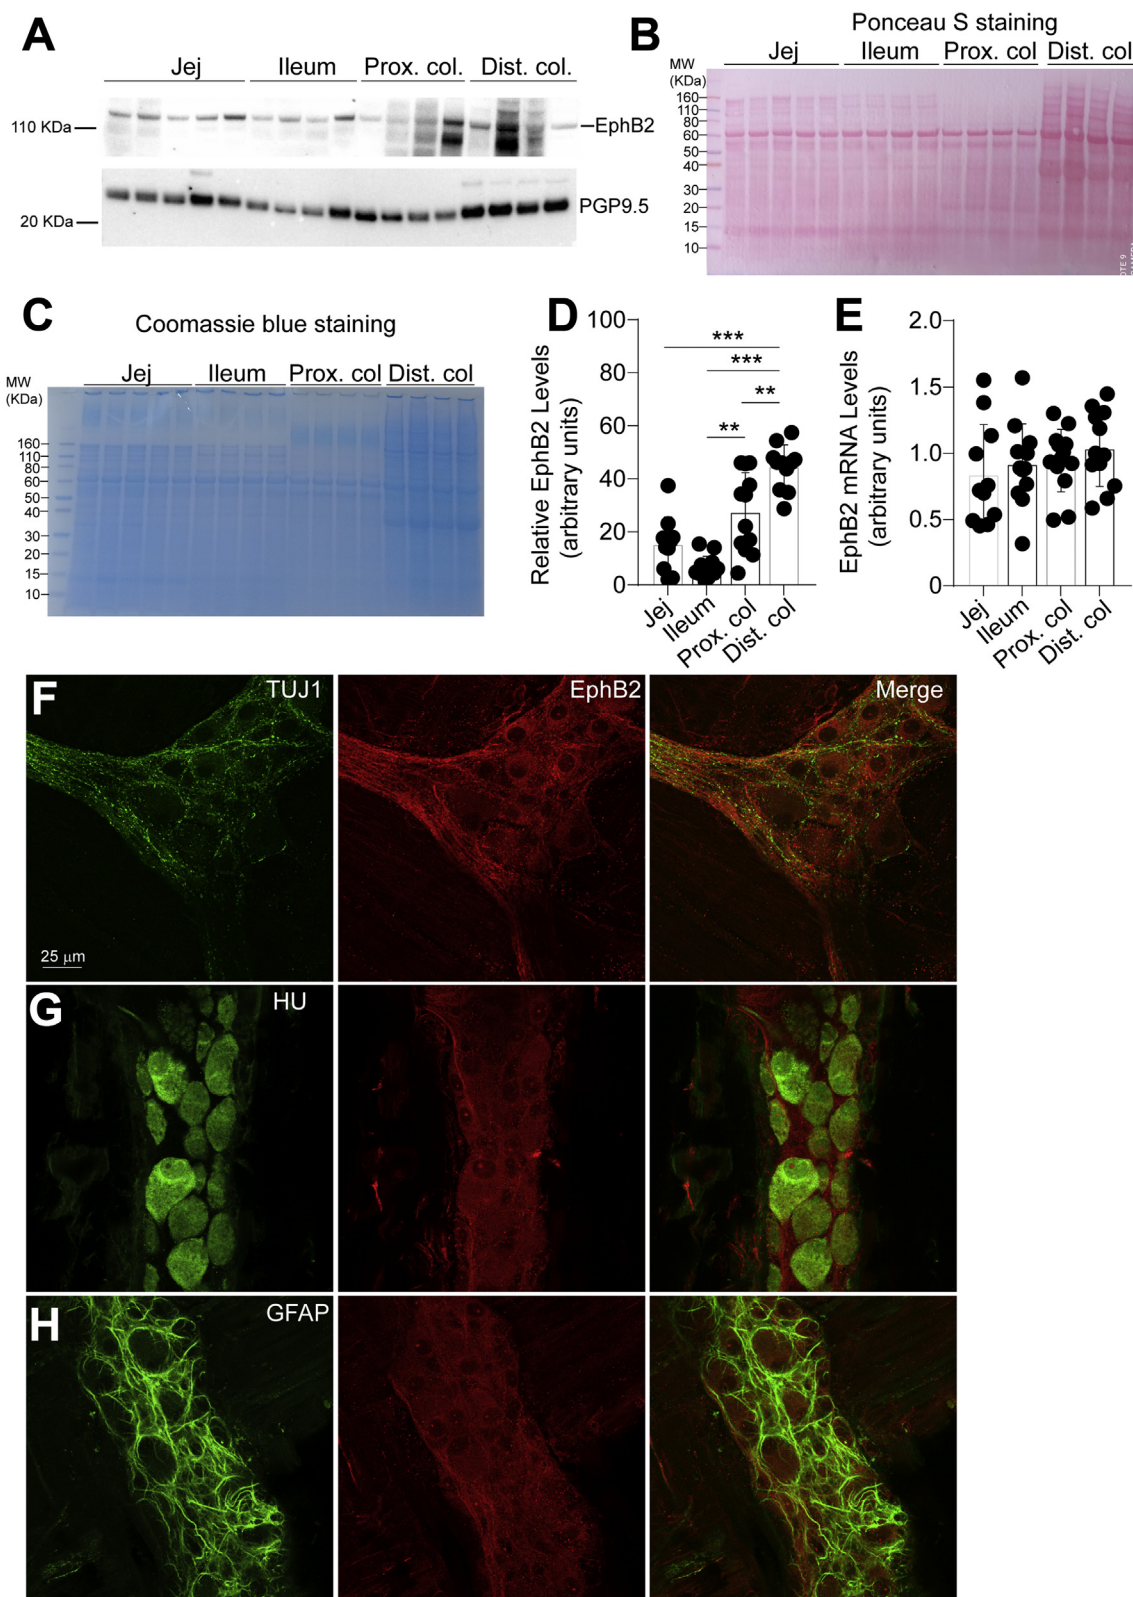 A
Jej Ileum Prox. col. Dist. col.
110 KDa
EphB2
20 KDa
PGP9.5
B
Ponceau S staining
MW
(KDa)
Jej Ileum Prox. col Dist. col
160
110
80
60
50
40
30
20
15
10
OTE 9
C
Coomassie blue staining
MW
(KDa)
Jej Ileum Prox. col Dist. col
160
110
80
60
50
40
30
20
15
10
D
Relative EphB2 Levels
(arbitrary units)
100
80
60
40
20
0
***
***
**
**
Jej Ileum Prox. col Dist. col
E
EphB2 mRNA Levels
(arbitrary units)
2.0
1.5
1.0
0.5
0
Jej Ileum Prox. col Dist. col
F
TUJ1 EphB2 Merge
25 µm
G
HU
H
GFAP